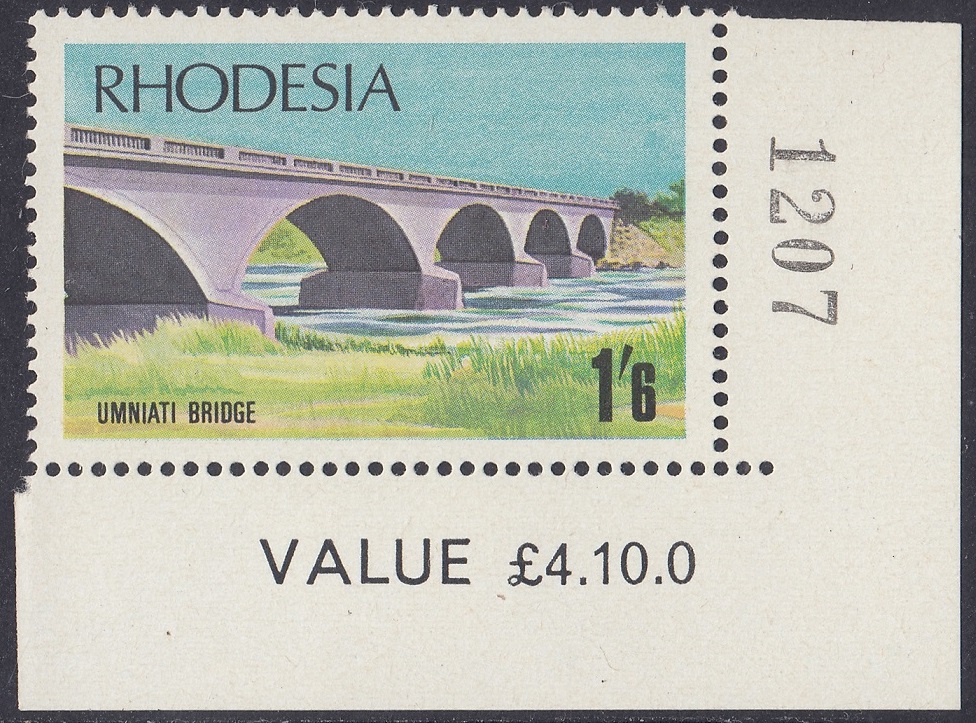 RHODESIA
UMNIATI BRIDGE
1'6
1207
VALUE £4.10.0